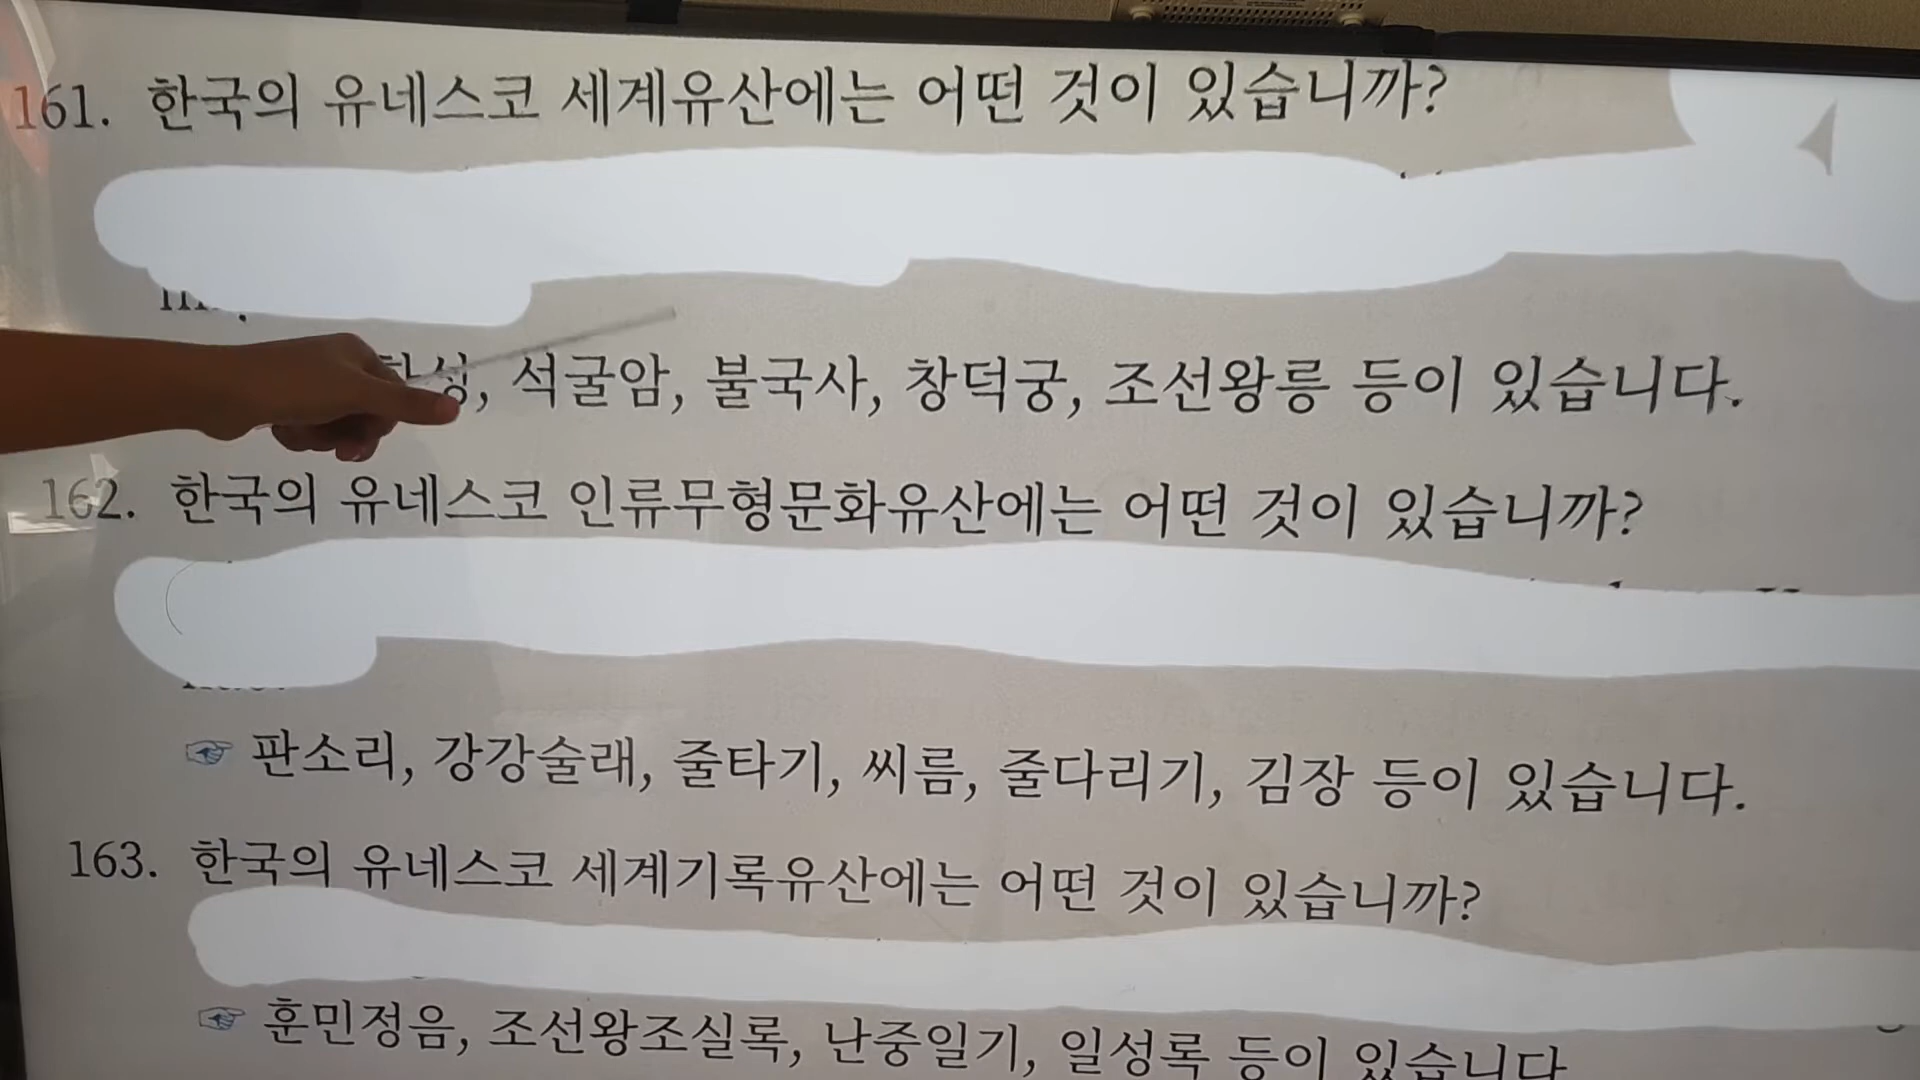 161. 한국의 유네스코 세계유산에는 어떤 것이 있습니까?
석굴암, 불국사, 창덕궁, 조선왕릉 등이 있습니다.
162. 한국의 유네스코 인류무형문화유산에는 어떤 것이 있습니까?
☞ 판소리, 강강술래, 줄타기, 씨름, 줄다리기, 김장 등이 있습니다.
163. 한국의 유네스코 세계기록유산에는 어떤 것이 있습니까?
☞ 훈민정음, 조선왕조실록, 난중일기, 일성록 등이 있습니다